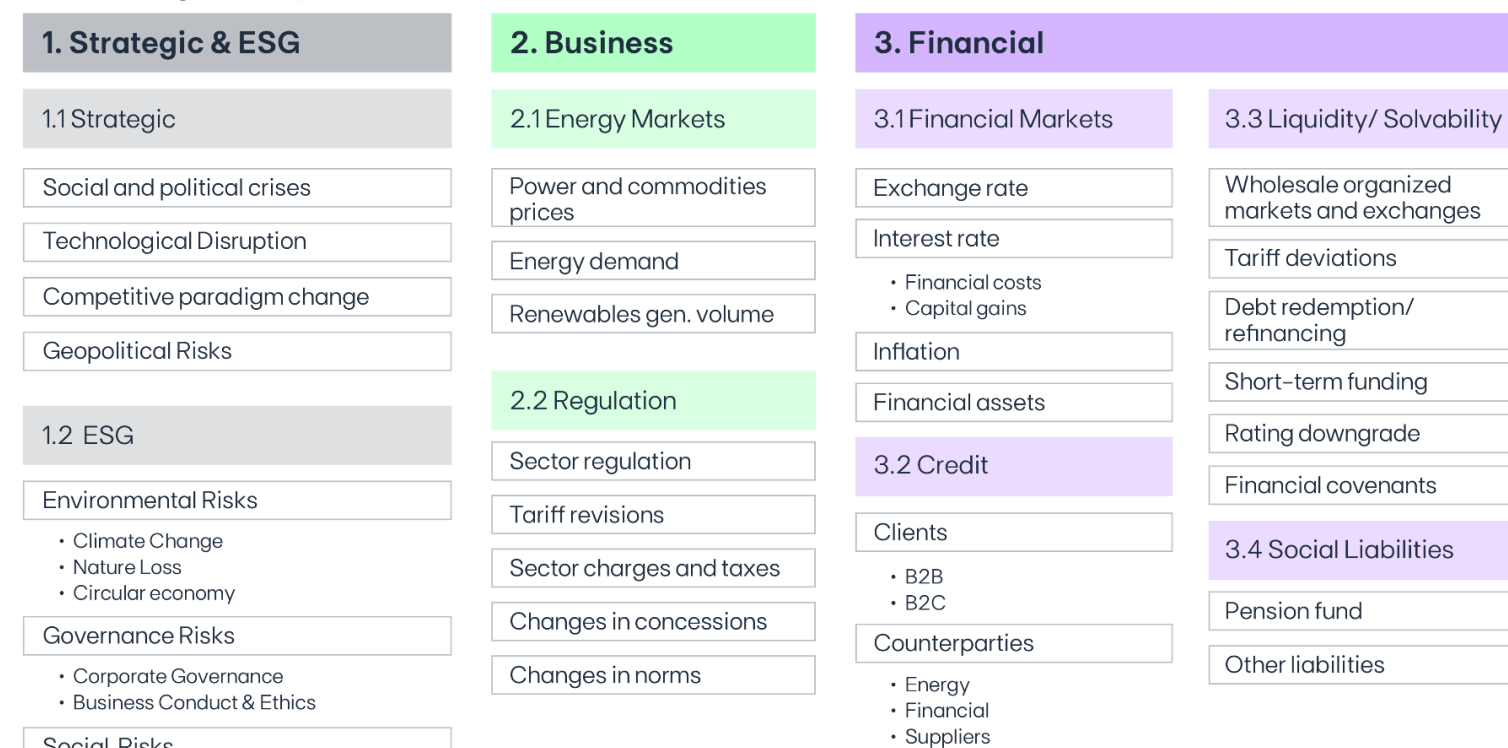 1. Strategic & ESG
1.1 Strategic
Social and political crises
Technological Disruption
Competitive paradigm change
Geopolitical Risks
1.2 ESG
Environmental Risks
• Climate Change
• Nature Loss
• Circular economy
Governance Risks
• Corporate Governance
• Business Conduct & Ethics
Social Risks
2. Business
2.1 Energy Markets
Power and commodities
prices
Energy demand
Renewables gen. volume
2.2 Regulation
Sector regulation
Tariff revisions
Sector charges and taxes
Changes in concessions
Changes in norms
3. Financial
3.1 Financial Markets
Exchange rate
Interest rate
• Financial costs
• Capital gains
Inflation
Financial assets
3.2 Credit
Clients
• B2B
• B2C
Counterparties
• Energy
• Financial
• Suppliers
3.3 Liquidity/ Solvability
Wholesale organized
markets and exchanges
Tariff deviations
Debt redemption/
refinancing
Short-term funding
Rating downgrade
Financial covenants
3.4 Social Liabilities
Pension fund
Other liabilities